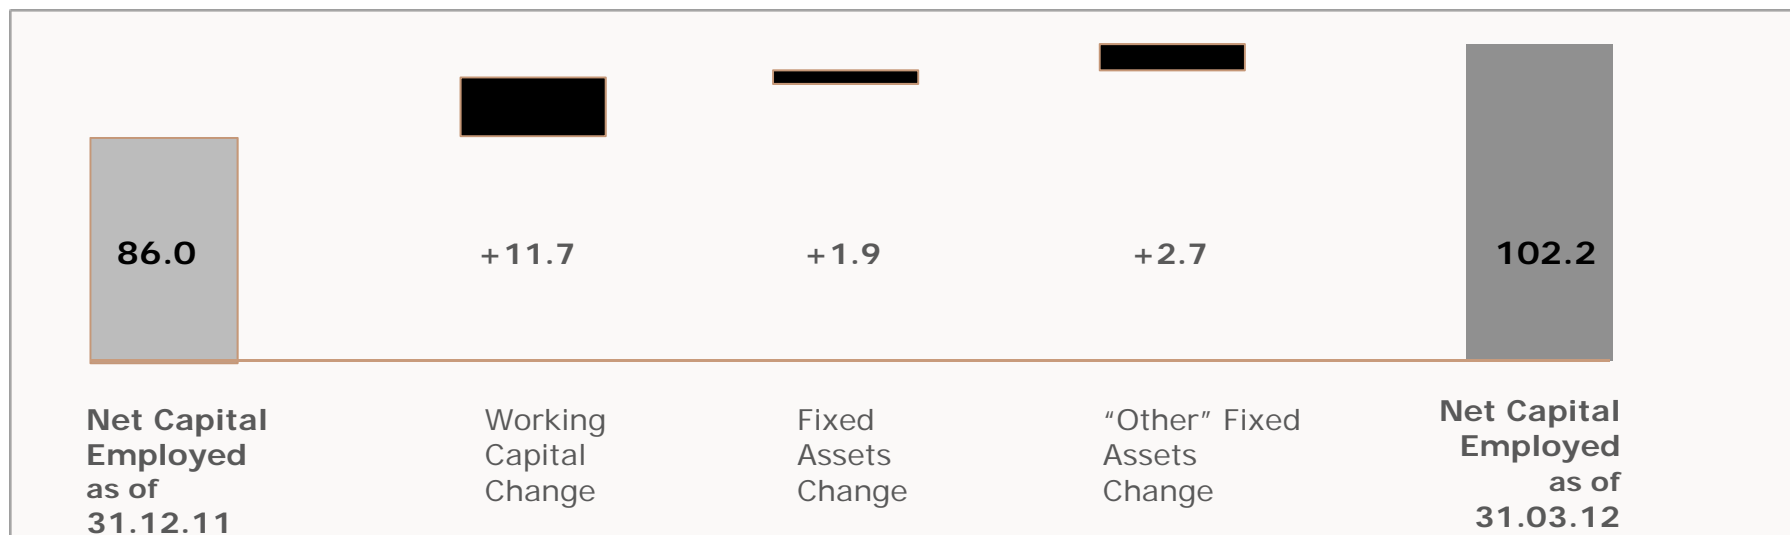 86.0
+11.7
+1.9
+2.7
102.2
Net Capital
Employed
as of
31.12.11
Working
Capital
Change
Fixed
Assets
Change
“Other” Fixed
Assets
Change
Net Capital
Employed
as of
31.03.12